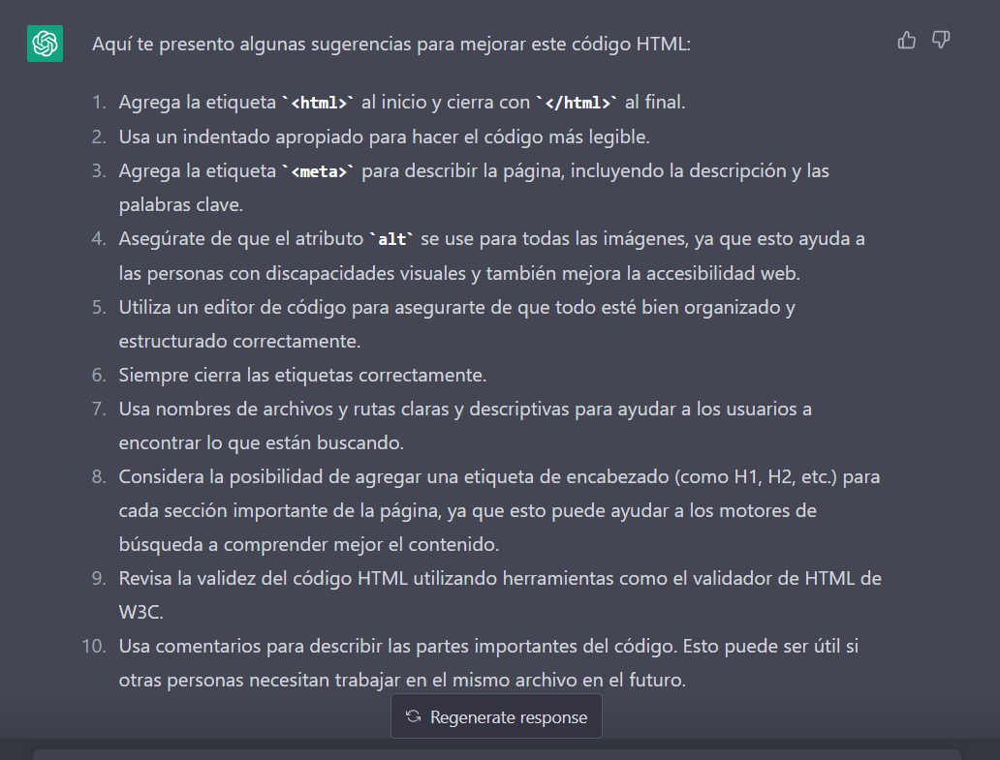 Aquí te presento algunas sugerencias para mejorar este código HTML:
1. Agrega la etiqueta `<html>` al inicio y cierra con `</html>` al final.
2. Usa un indentado apropiado para hacer el código más legible.
3. Agrega la etiqueta `<meta>` para describir la página, incluyendo la descripción y las
palabras clave.
4. Asegúrate de que el atributo `alt` se use para todas las imágenes, ya que esto ayuda a
las personas con discapacidades visuales y también mejora la accesibilidad web.
5. Utiliza un editor de código para asegurarte de que todo esté bien organizado y
estructurado correctamente.
6. Siempre cierra las etiquetas correctamente.
7. Usa nombres de archivos y rutas claras y descriptivas para ayudar a los usuarios a
encontrar lo que están buscando.
8. Considera la posibilidad de agregar una etiqueta de encabezado (como H1, H2, etc.) para
cada sección importante de la página, ya que esto puede ayudar a los motores de
búsqueda a comprender mejor el contenido.
9. Revisa la validez del código HTML utilizando herramientas como el validador de HTML de
W3C.
10. Usa comentarios para describir las partes importantes del código. Esto puede ser útil si
otras personas necesitan trabajar en el mismo archivo en el futuro.
Regenerate response